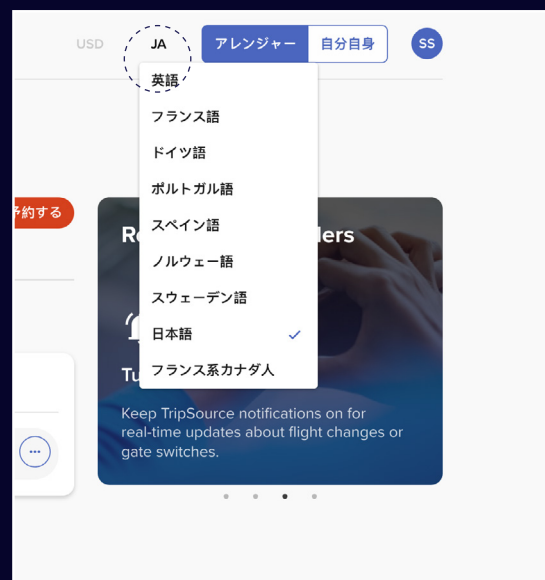 USD
JA
アレンジャー
自分自身
SS
英語
フランス語
ドイツ語
ポルトガル語
スペイン語
ノルウェー語
スウェーデン語
日本語
フランス系カナダ人
約する
Keep TripSource notifications on for
real-time updates about flight changes or
gate switches.